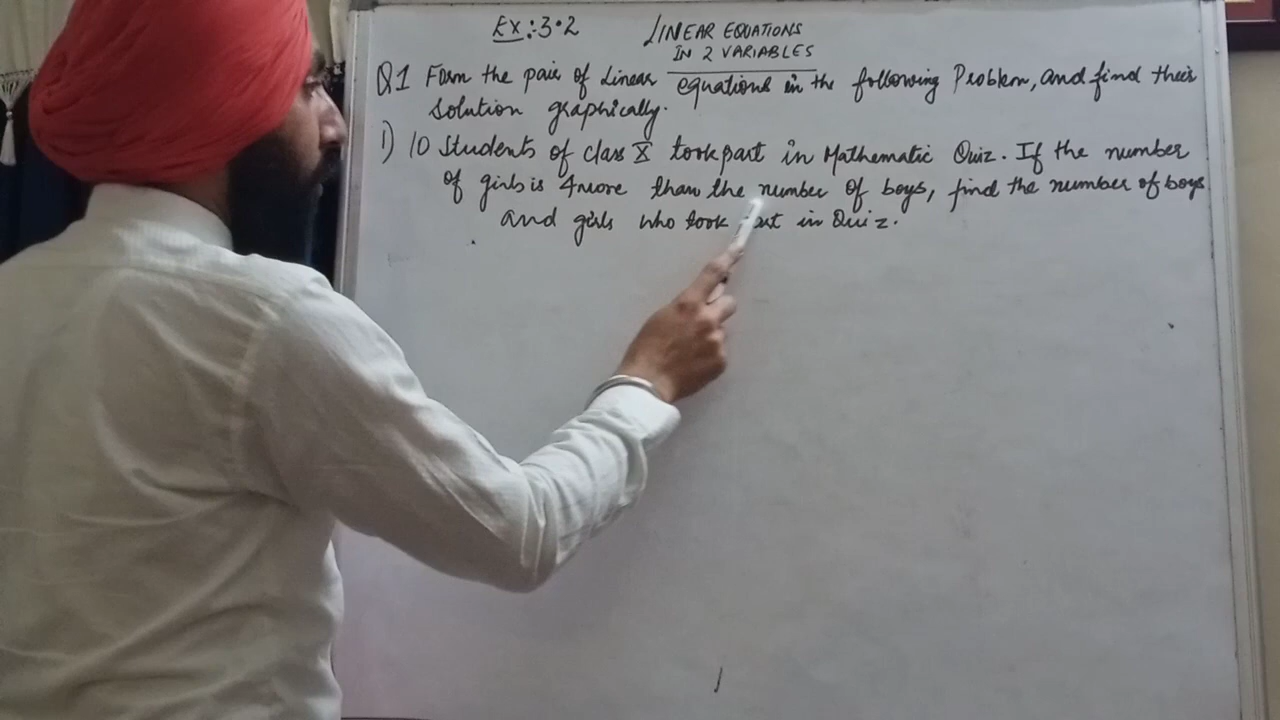 Ex:3.2
LINEAR EQUATIONS
IN 2 VARIABLES
Q1 Form the pair of linear equations in the following Problem, and find their
solution graphically.
1) 10 Students of class X took part in Mathematic Quiz. If the number
of girls is 4 more than the number of boys, find the number of boys
and girls who took in Quiz.